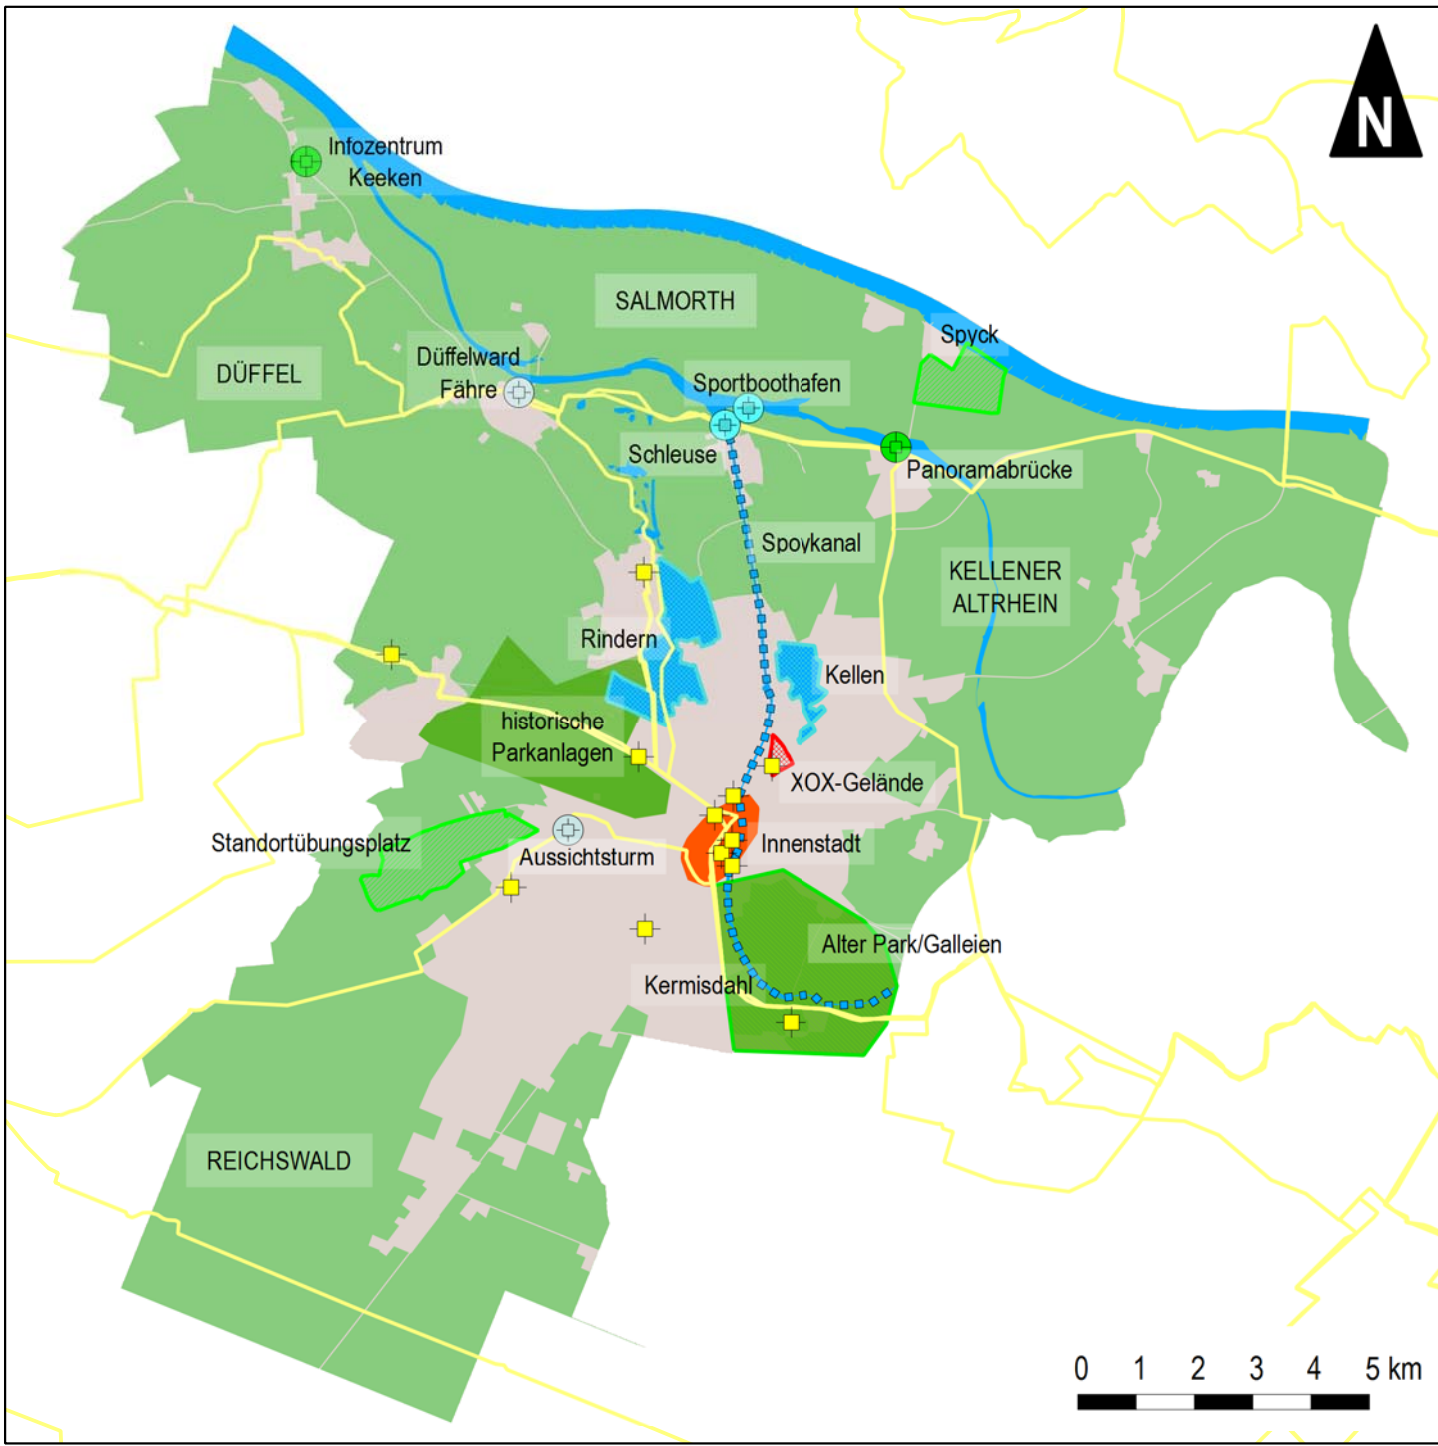 N
Infozentrum
Keeken
SALMORTH
Spyck
DÜFFEL
Düffelward
Fähre
Sportboothafen
Schleuse
Panoramabrücke
Spoykanal
KELLENER
ALTRHEIN
Rindern
Kellen
historische
Parkanlagen
XOX-Gelände
Standortübungsplatz
Aussichtsturm
Innenstadt
Alter Park/Galleien
Kermisdahl
REICHSWALD
0 1 2 3 4 5 km